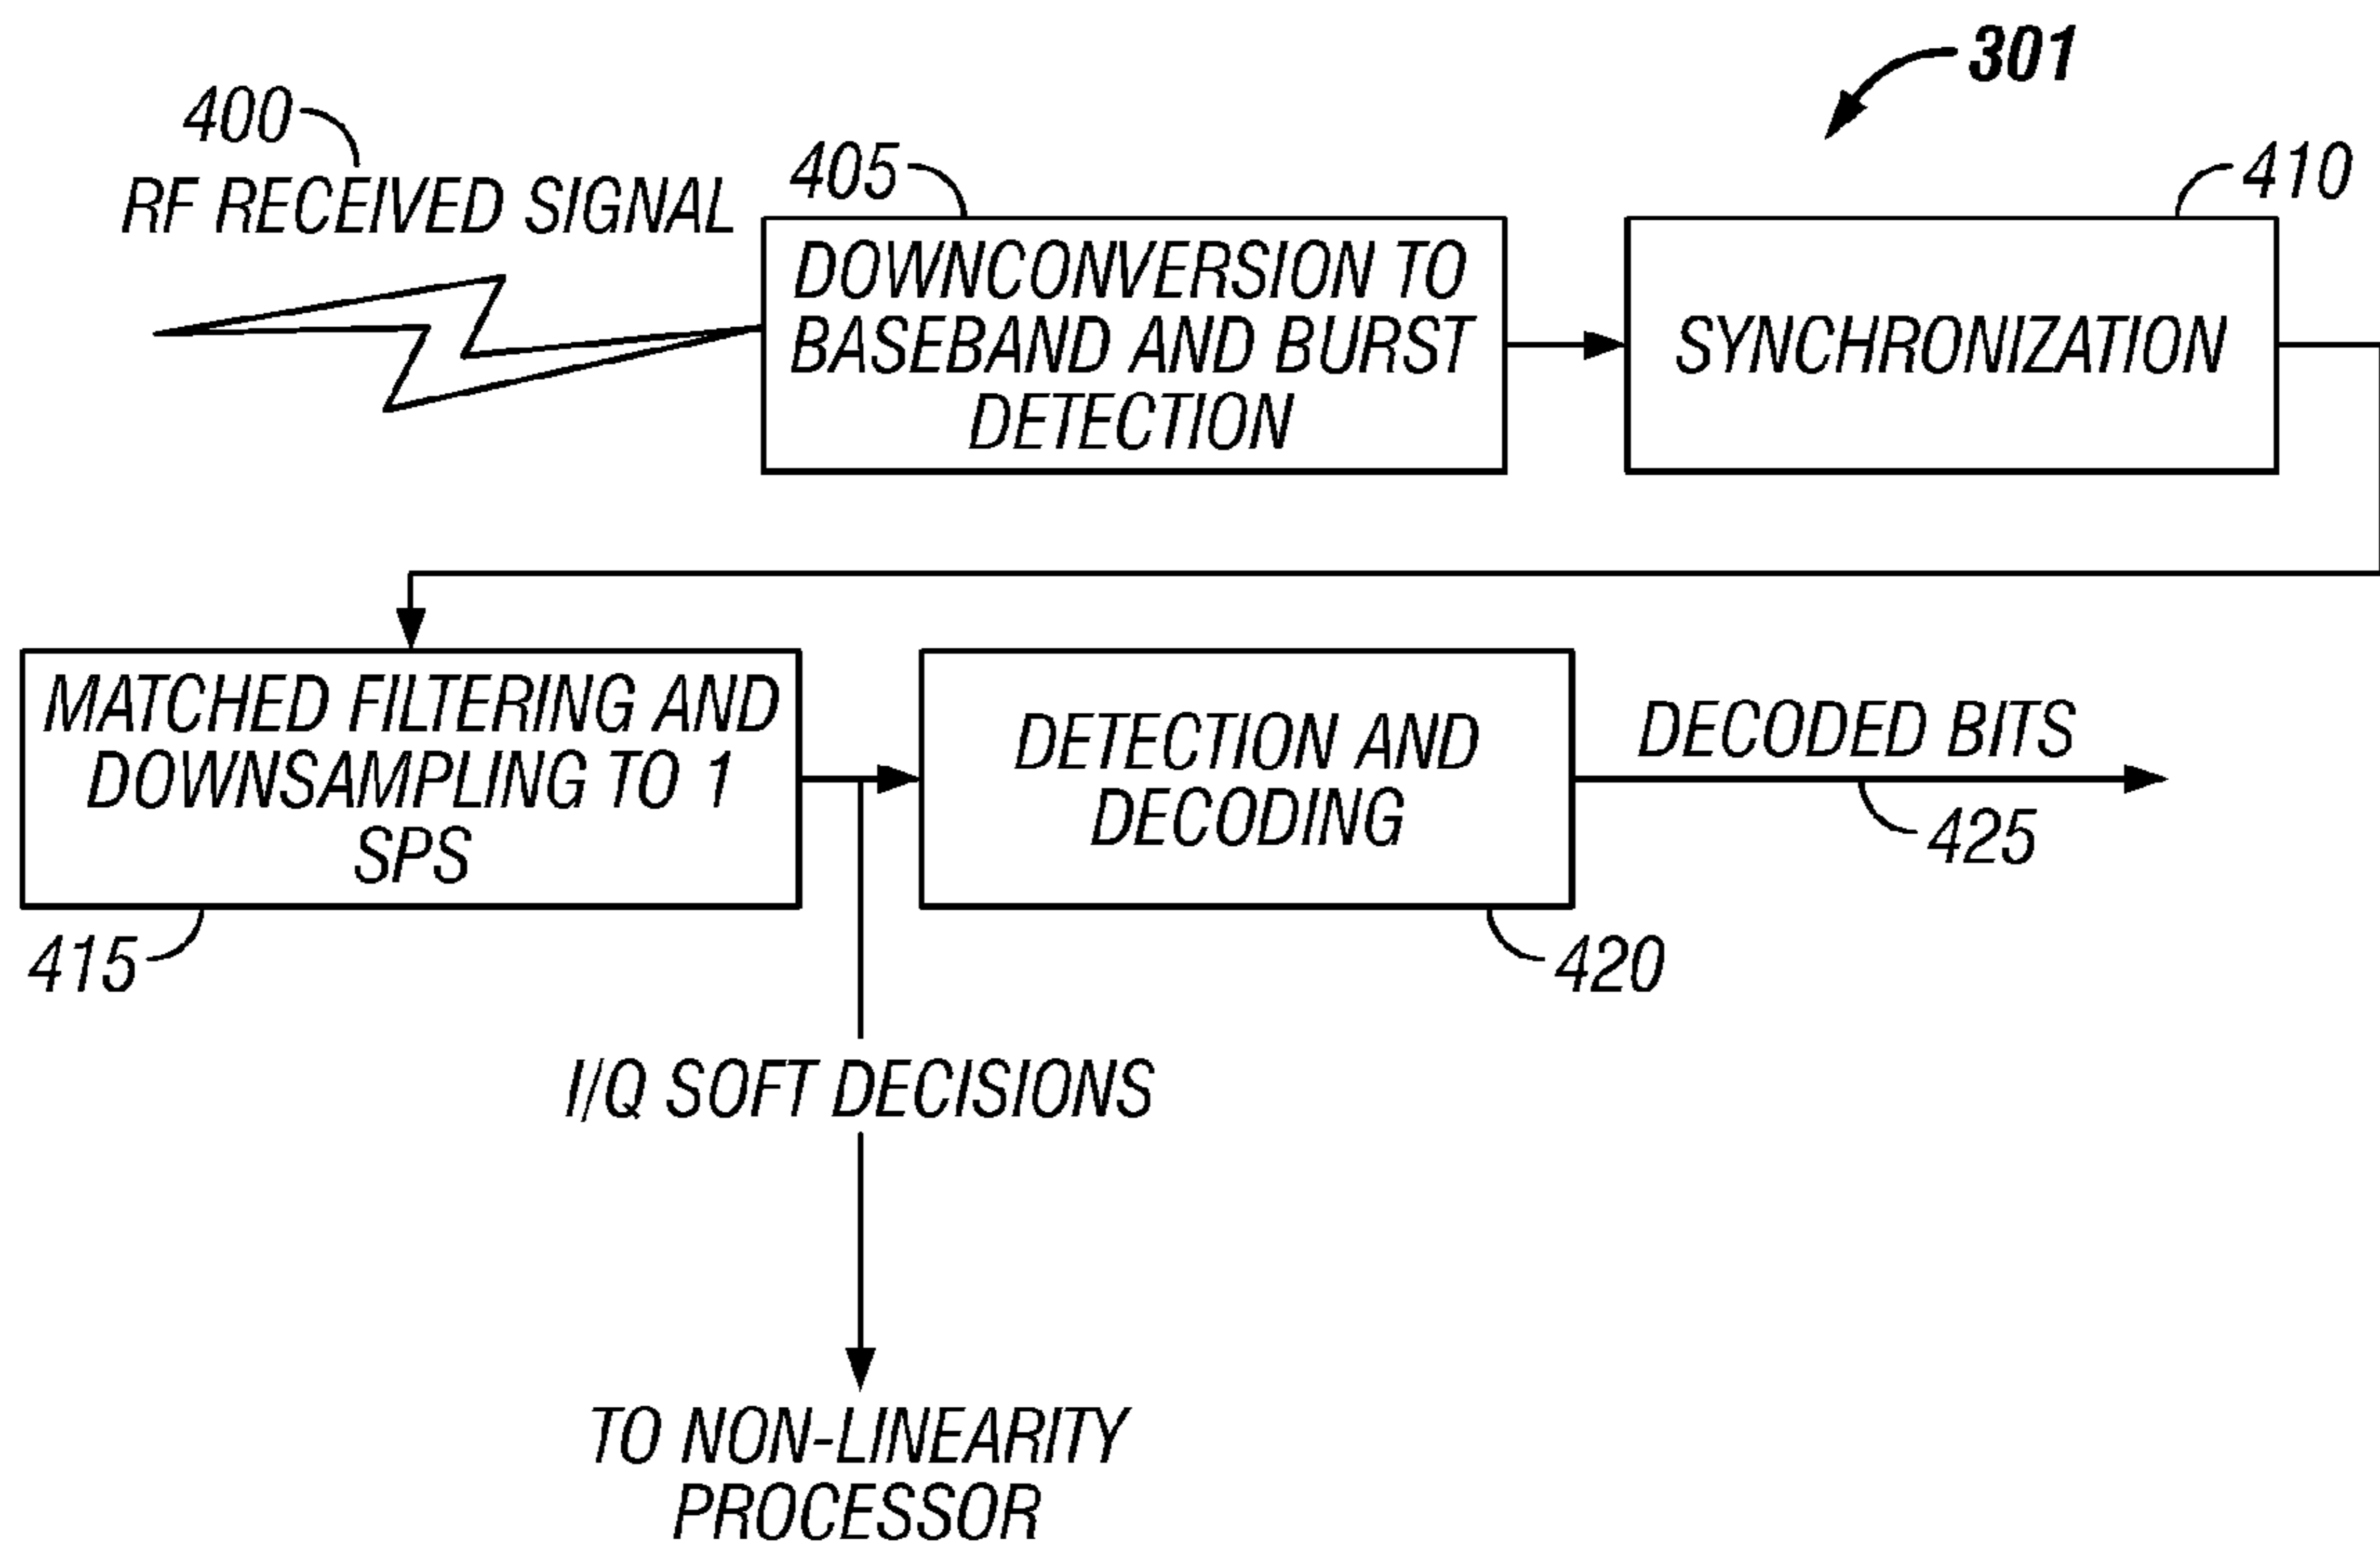 301
400
RF RECEIVED SIGNAL
405
DOWNCONVERSION TO
BASEBAND AND BURST
DETECTION
410
SYNCHRONIZATION
MATCHED FILTERING AND
DOWNSAMPLING TO 1
SPS
415
DETECTION AND
DECODING
420
DECODED BITS
425
I/Q SOFT DECISIONS
TO NON-LINEARITY
PROCESSOR